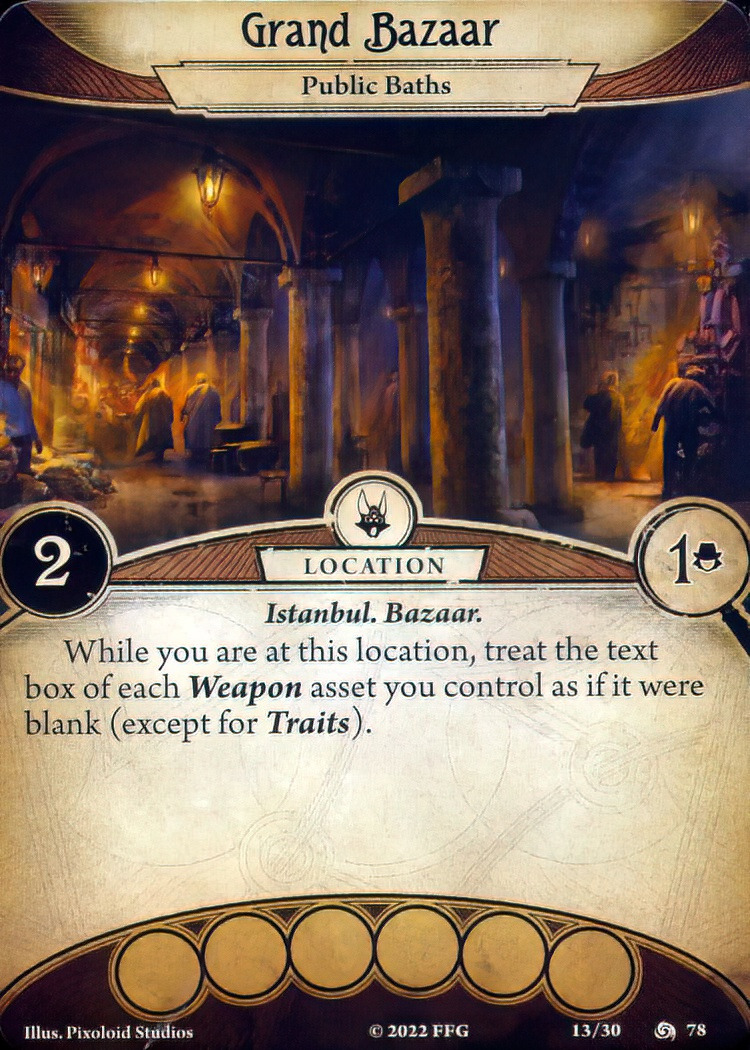 Grand Bazaar
Public Baths
2
1
LOCATION
Istanbul. Bazaar.
While you are at this location, treat the text
box of each Weapon asset you control as if it were
blank (except for Traits).
Illus. Pixoloid Studios © 2022 FFG 13/30 78